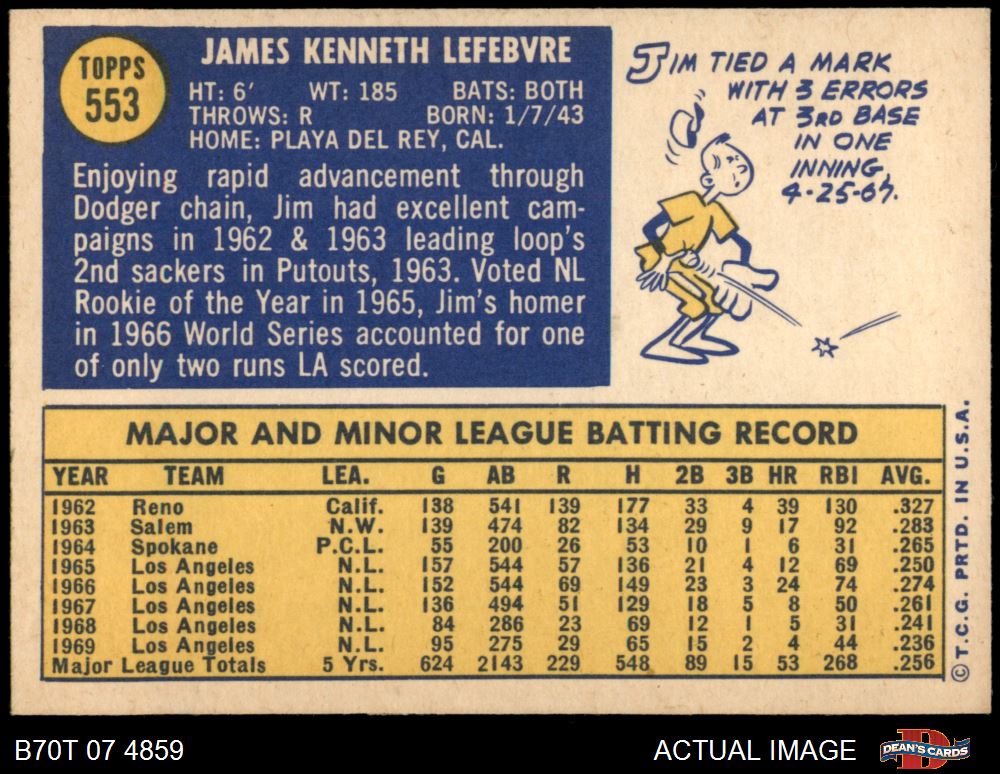 TOPPS
553
JAMES KENNETH LEFEBVRE
HT: 6' WT: 185 BATS: BOTH
THROWS: R BORN: 1/7/43
HOME: PLAYA DEL REY, CAL.
Enjoying rapid advancement through
Dodger chain, Jim had excellent cam-
paigns in 1962 & 1963 leading loop's
2nd sackers in Putouts, 1963. Voted NL
Rookie of the Year in 1965, Jim's homer
in 1966 World Series accounted for one
of only two runs LA scored.
JIM TIED A MARK
WITH 3 ERRORS
AT 3RD BASE
IN ONE
INNING,
4-25-67.
MAJOR AND MINOR LEAGUE BATTING RECORD
YEAR TEAM LEA. G AB R H 2B 3B HR RBI AVG.
1962 Reno Calif. 138 541 139 177 33 4 39 130 .327
1963 Salem N.W. 139 474 82 134 29 9 17 92 .283
1964 Spokane P.C.L. 55 200 26 53 10 1 6 31 .265
1965 Los Angeles N.L. 157 544 57 136 21 4 12 69 .250
1966 Los Angeles N.L. 152 544 69 149 23 3 24 74 .274
1967 Los Angeles N.L. 136 494 51 129 18 5 8 50 .261
1968 Los Angeles N.L. 84 286 23 69 12 1 5 31 .241
1969 Los Angeles N.L. 95 275 29 65 15 2 4 44 .236
Major League Totals 5 Yrs. 624 2143 229 548 89 15 53 268 .256
© T.C.G. PRTD. IN U.S.A.
B70T 07 4859
ACTUAL IMAGE
D
DEAN'S CARDS